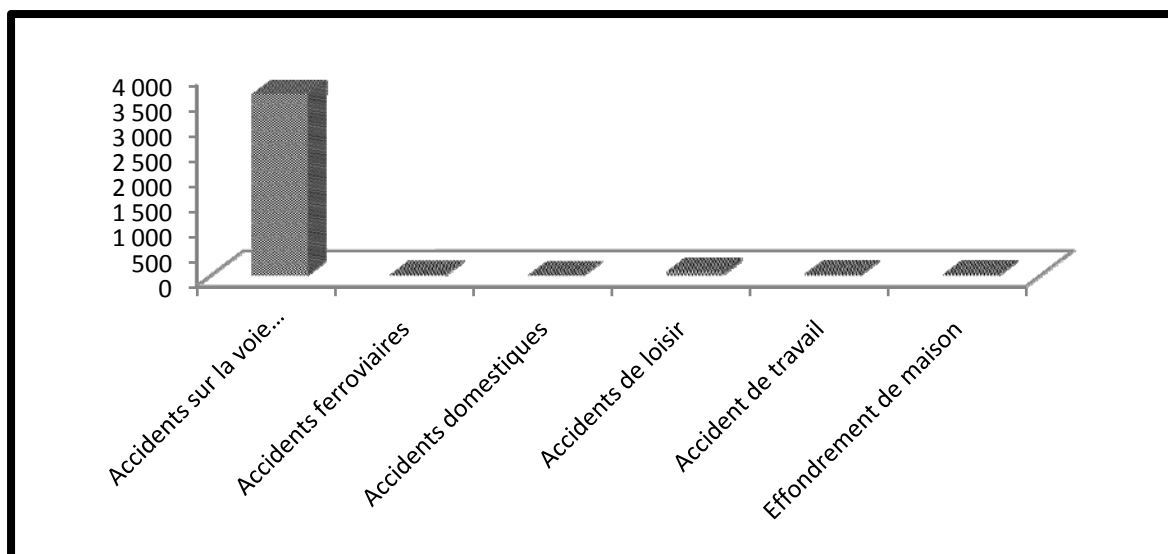 4 000
3 500
3 000
2 500
2 000
1 500
1 000
500
0
Accidents sur la voie...
Accidents ferroviaires
Accidents domestiques
Accidents de loisir
Accident de travail
Effondrement de maison